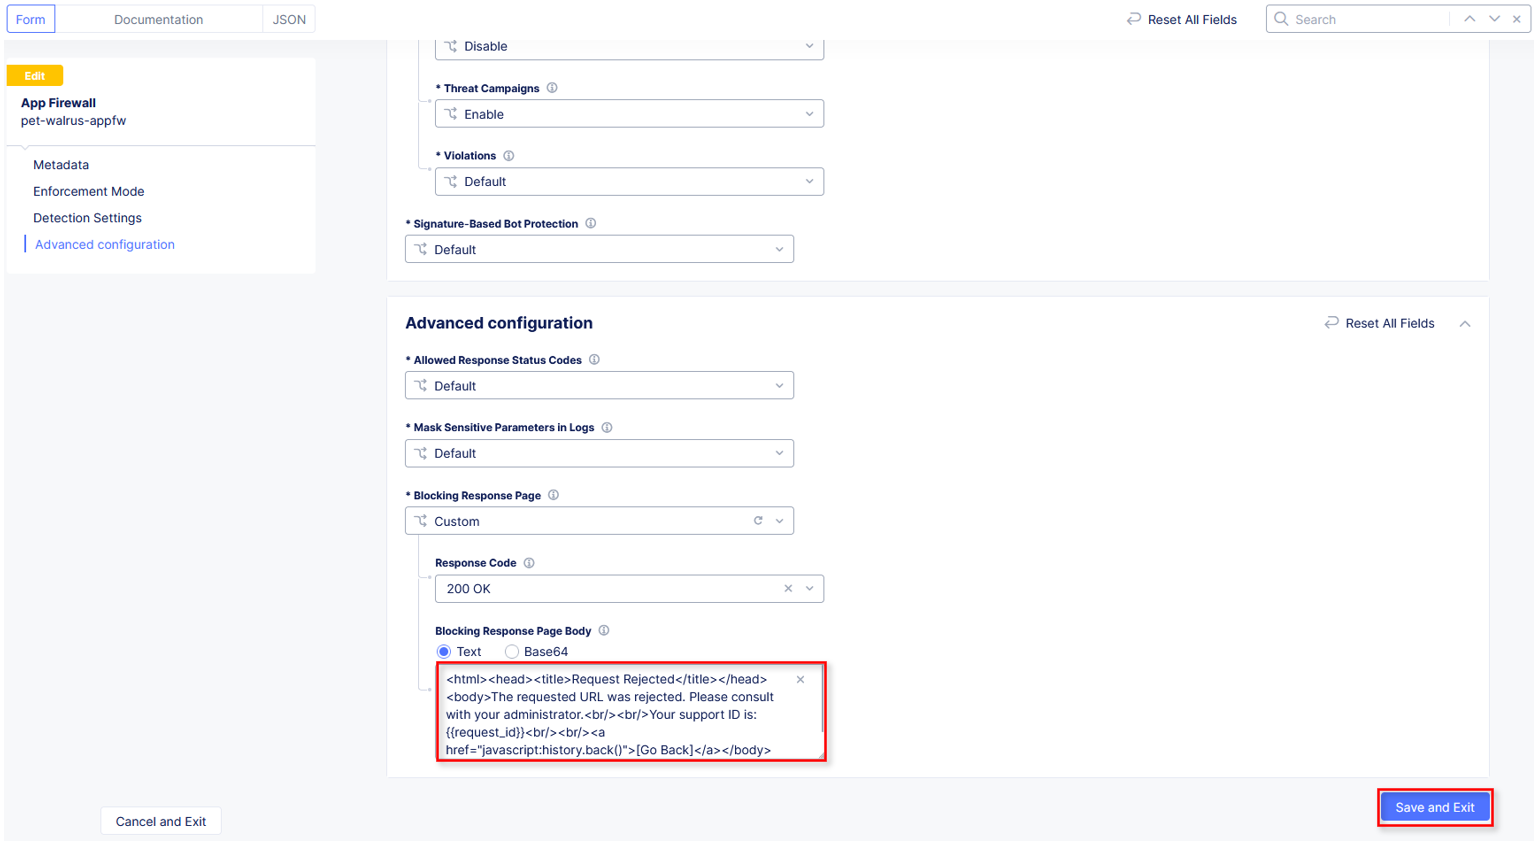 Form
Documentation
JSON
Reset All Fields
Search
Edit
App Firewall
pet-walrus-appfw
Metadata
Enforcement Mode
Detection Settings
Advanced configuration
Disable
* Threat Campaigns
Enable
* Violations
Default
* Signature-Based Bot Protection
Default
Advanced configuration
Reset All Fields
* Allowed Response Status Codes
Default
* Mask Sensitive Parameters in Logs
Default
* Blocking Response Page
Custom
Response Code
200 OK
Blocking Response Page Body
Text
Base64
<html><head><title>Request Rejected</title></head>
<body>The requested URL was rejected. Please consult
with your administrator.<br/><br/>Your support ID is:
{{request_id}}<br/><br/><a
href="javascript:history.back()">[Go Back]</a></body>
Cancel and Exit
Save and Exit